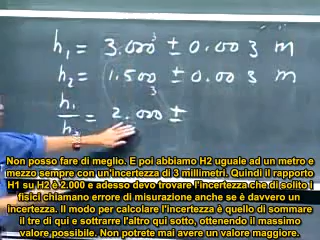 h₁ = 3.000 ± 0.003 m
h₂ = 1.500 ± 0.003 m
h₁/h₂ = 2.000 ±
Non posso fare di meglio. E poi abbiamo H2 uguale ad un metro e
mezzo sempre con un'incertezza di 3 millimetri. Quindi il rapporto
H1 su H2 è 2.000 e adesso devo trovare l'incertezza che di solito i
fisici chiamano errore di misurazione anche se è davvero un
incertezza. Il modo per calcolare l'incertezza è quello di sommare
il tre di qui e sottrarre l'altro qui sotto, ottenendo il massimo
valore,possibile. Non potrete mai avere un valore maggiore.